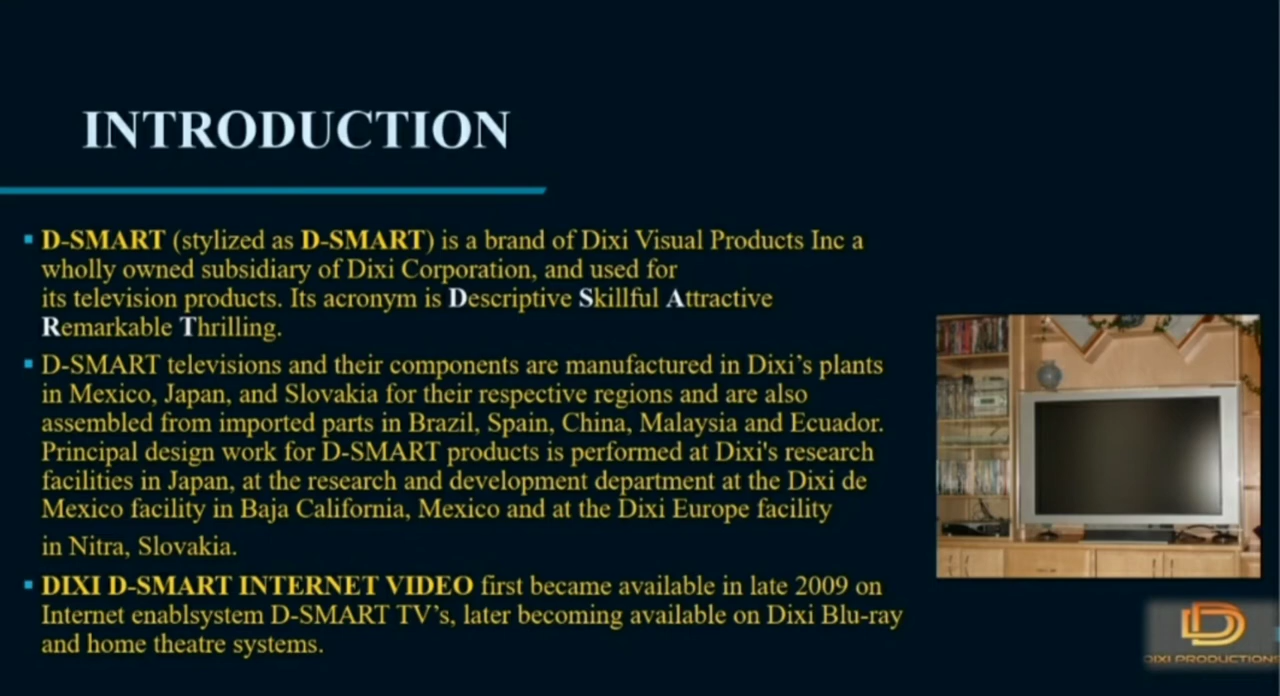 INTRODUCTION
▪ D-SMART (stylized as D-SMART) is a brand of Dixi Visual Products Inc a
wholly owned subsidiary of Dixi Corporation, and used for
its television products. Its acronym is Descriptive Skillful Attractive
Remarkable Thrilling.
▪ D-SMART televisions and their components are manufactured in Dixi’s plants
in Mexico, Japan, and Slovakia for their respective regions and are also
assembled from imported parts in Brazil, Spain, China, Malaysia and Ecuador.
Principal design work for D-SMART products is performed at Dixi's research
facilities in Japan, at the research and development department at the Dixi de
Mexico facility in Baja California, Mexico and at the Dixi Europe facility
in Nitra, Slovakia.
▪ DIXI D-SMART INTERNET VIDEO first became available in late 2009 on
Internet enablsystem D-SMART TV’s, later becoming available on Dixi Blu-ray
and home theatre systems.
DIXI PRODUCTIONS